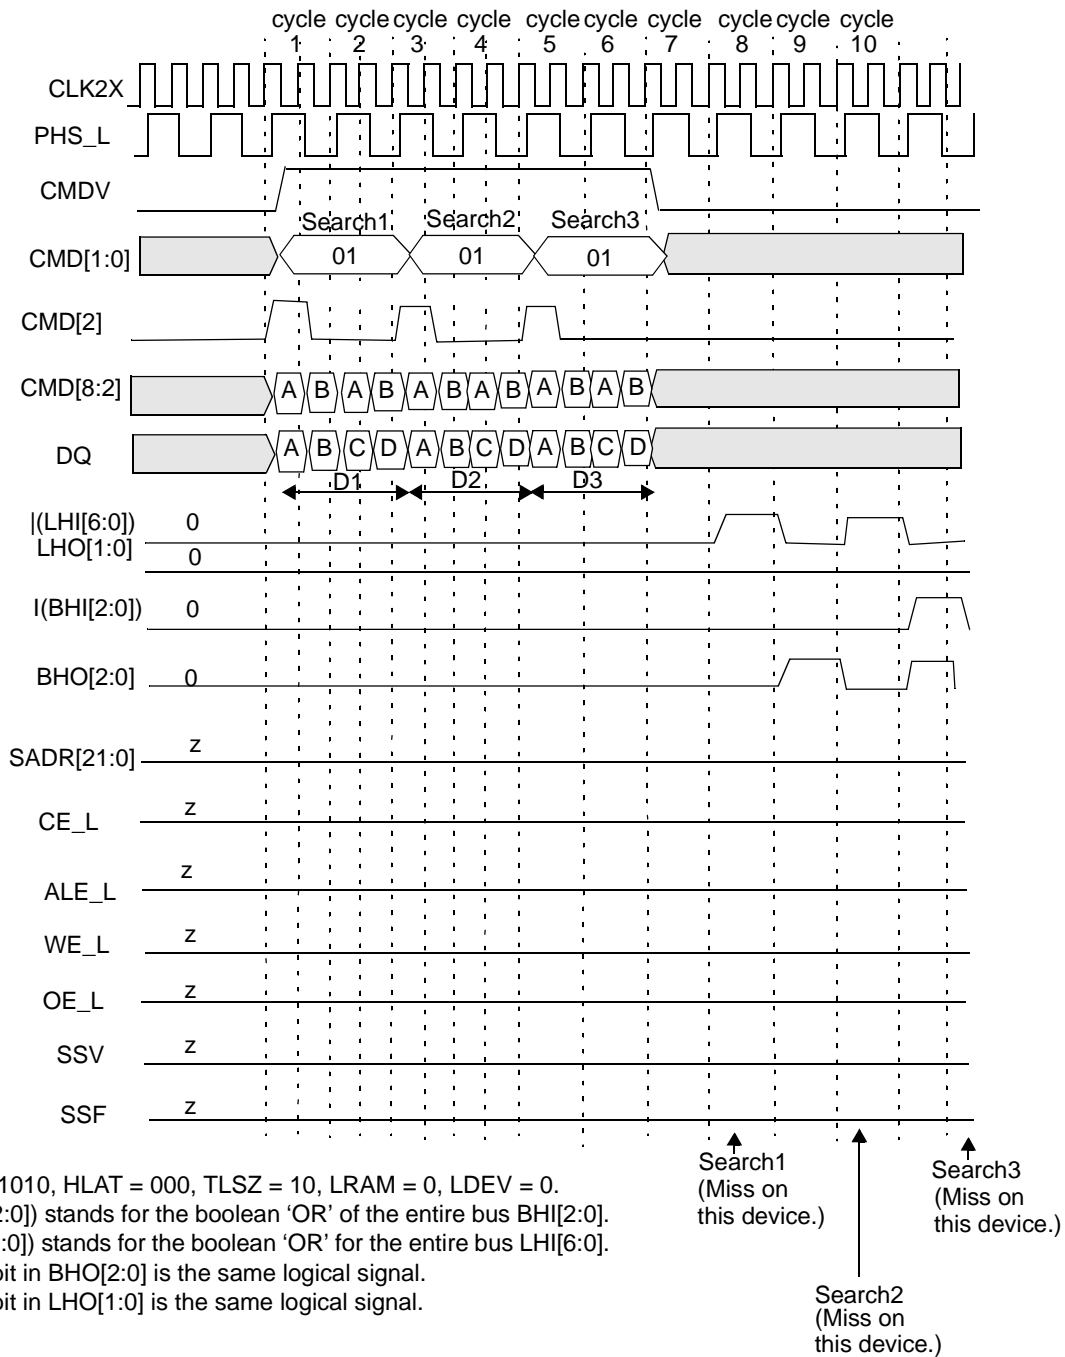 cycle cycle cycle cycle cycle cycle cycle cycle cycle cycle
1 2 3 4 5 6 7 8 9 10
CLK2X
PHS_L
CMDV
Search1 Search2 Search3
CMD[1:0] 01 01 01
CMD[2]
CMD[8:2] A B A B A B A B A B A B
DQ A B C D A B C D A B C D
D1 D2 D3
|(LHI[6:0]) 0
LHO[1:0] 0
I(BHI[2:0]) 0
BHO[2:0] 0
SADR[21:0] z
CE_L z
ALE_L z
WE_L z
OE_L z
SSV z
SSF z
Search1
(Miss on
this device.)
Search3
(Miss on
this device.)
1010, HLAT = 000, TLSZ = 10, LRAM = 0, LDEV = 0.
2:0]) stands for the boolean ‘OR’ of the entire bus BHI[2:0].
:0]) stands for the boolean ‘OR’ for the entire bus LHI[6:0].
bit in BHO[2:0] is the same logical signal.
bit in LHO[1:0] is the same logical signal.
Search2
(Miss on
this device.)